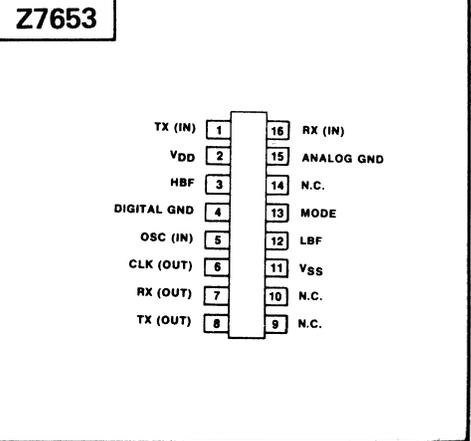 Z7653
TX (IN) 1 16 RX (IN)
VDD 2 15 ANALOG GND
HBF 3 14 N.C.
DIGITAL GND 4 13 MODE
OSC (IN) 5 12 LBF
CLK (OUT) 6 11 VSS
RX (OUT) 7 10 N.C.
TX (OUT) 8 9 N.C.